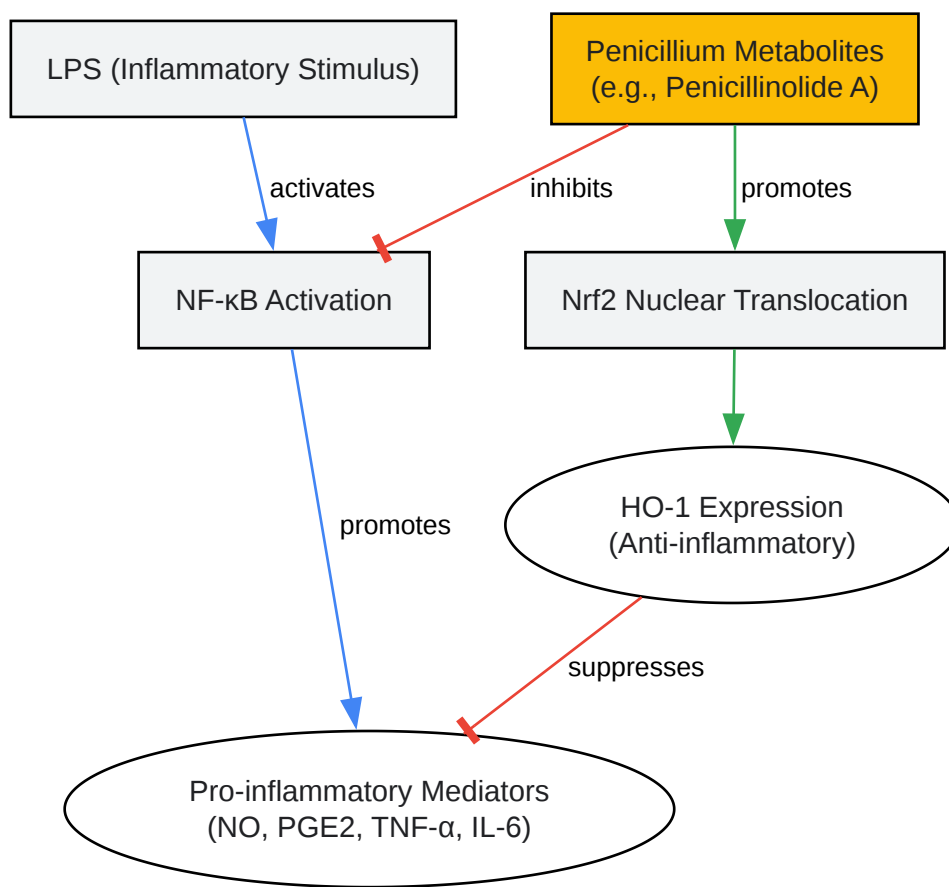 LPS (Inflammatory Stimulus)
Penicillium Metabolites
(e.g., Penicillinolide A)
activates
inhibits
promotes
NF-κB Activation
Nrf2 Nuclear Translocation
HO-1 Expression
(Anti-inflammatory)
promotes
suppresses
Pro-inflammatory Mediators
(NO, PGE2, TNF-α, IL-6)